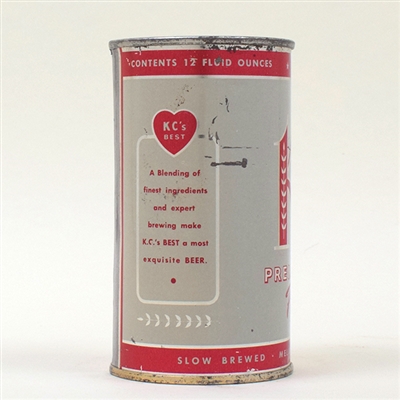 CONTENTS 12 FLUID OUNCES
KC's
BEST
A Blending of
finest ingredients
and expert
brewing make
K.C.'s BEST a most
exquisite BEER.
SLOW BREWED